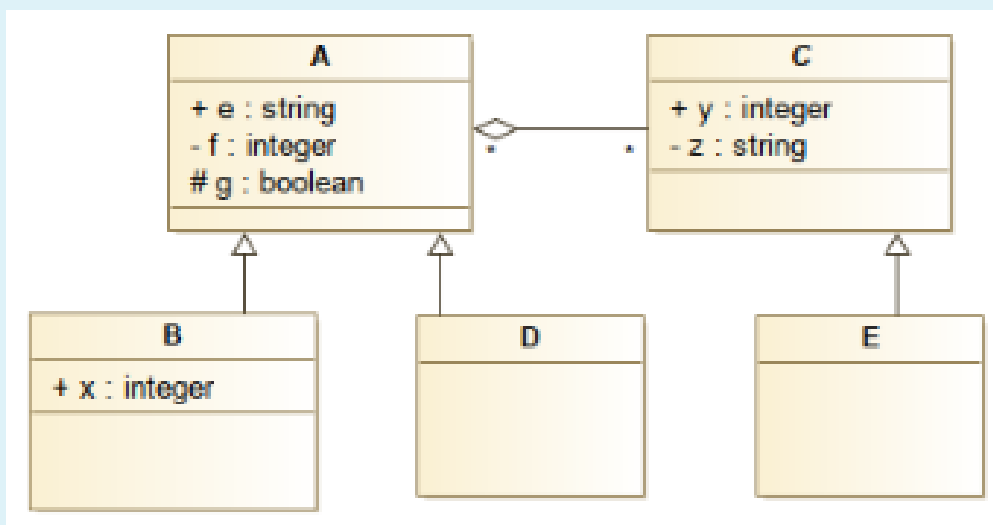 A
+ e : string
- f : integer
# g : boolean
C
+ y : integer
- z : string
* *
B
+ x : integer
D
E